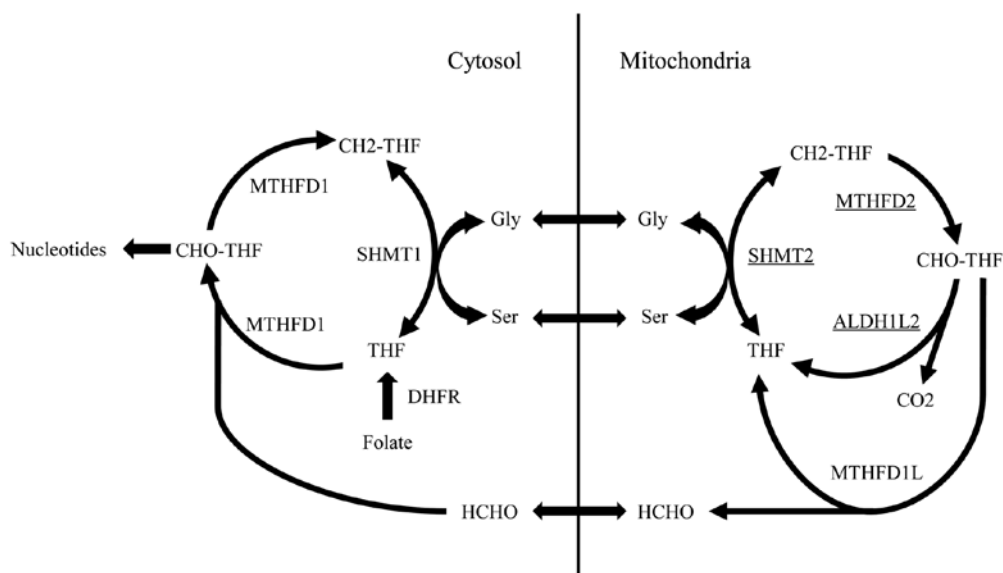 Cytosol
Mitochondria
CH2-THF
CH2-THF
MTHFD1
MTHFD2
Gly
Gly
Nucleotides
CHO-THF
SHMT1
SHMT2
CHO-THF
MTHFD1
Ser
Ser
ALDH1L2
THF
THF
DHFR
CO2
Folate
MTHFD1L
HCHO
HCHO